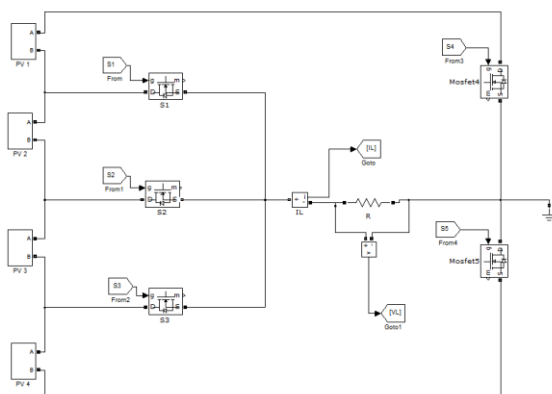 A
B
PV 1
S1
From
g
m
D
S
S1
A
B
PV 2
S2
From1
g
m
D
S
S2
A
B
PV 3
S3
From2
g
m
D
S
S3
A
B
PV 4
[IL]
Goto
+
i
-
IL
R
+
-
v
[VL]
Goto1
S4
From3
g
D
m
S
Mosfet4
S5
From4
g
D
m
S
Mosfet5